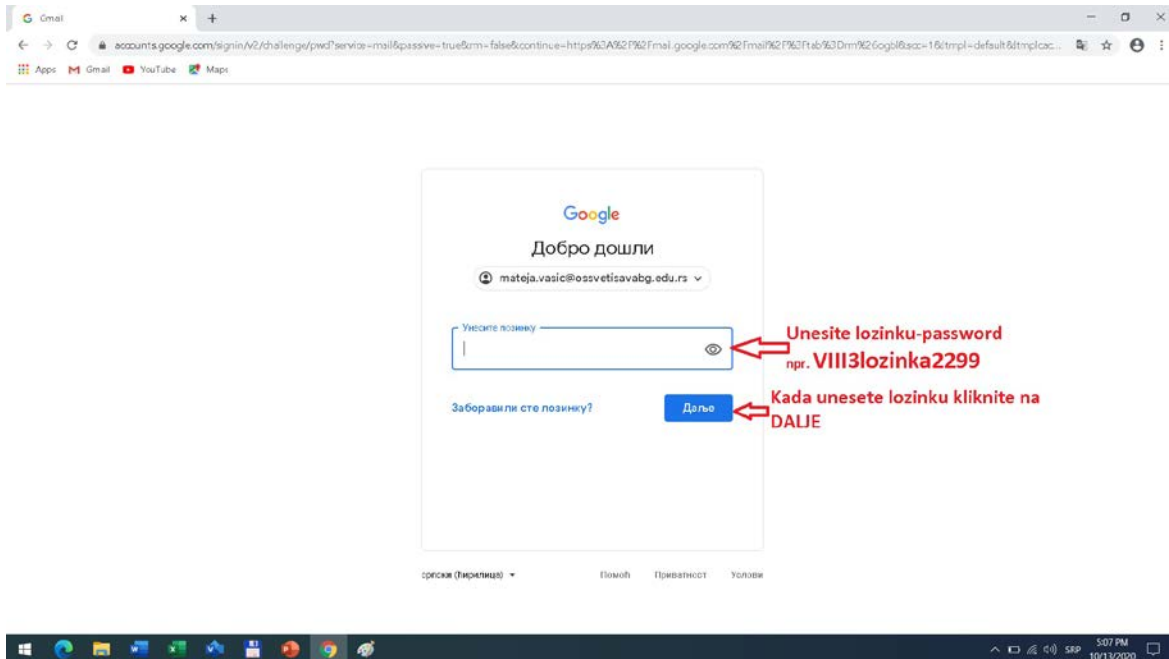 Gmail
accounts.google.com/signin/v2/challenge/pwd?service=mail&passive=true&rm=false&continue=https%3A%2F%2Fmail.google.com%2Fmail%2F%3Ftab%3Drm%26ogbl&scc=1&ltmpl=default&ltmplcac...
Apps Gmail YouTube Maps
Google
Добро дошли
mateja.vasic@ossvetisavabg.edu.rs
Унесите лозинку
Unesite lozinku-password
npr. VIII3lozinka2299
Заборавили сте лозинку?
Даље
Kada unesete lozinku kliknite na
DALJE
српски (ћирилица)
Помоћ Приватност Услови
SRP
5:07 PM
10/13/2020